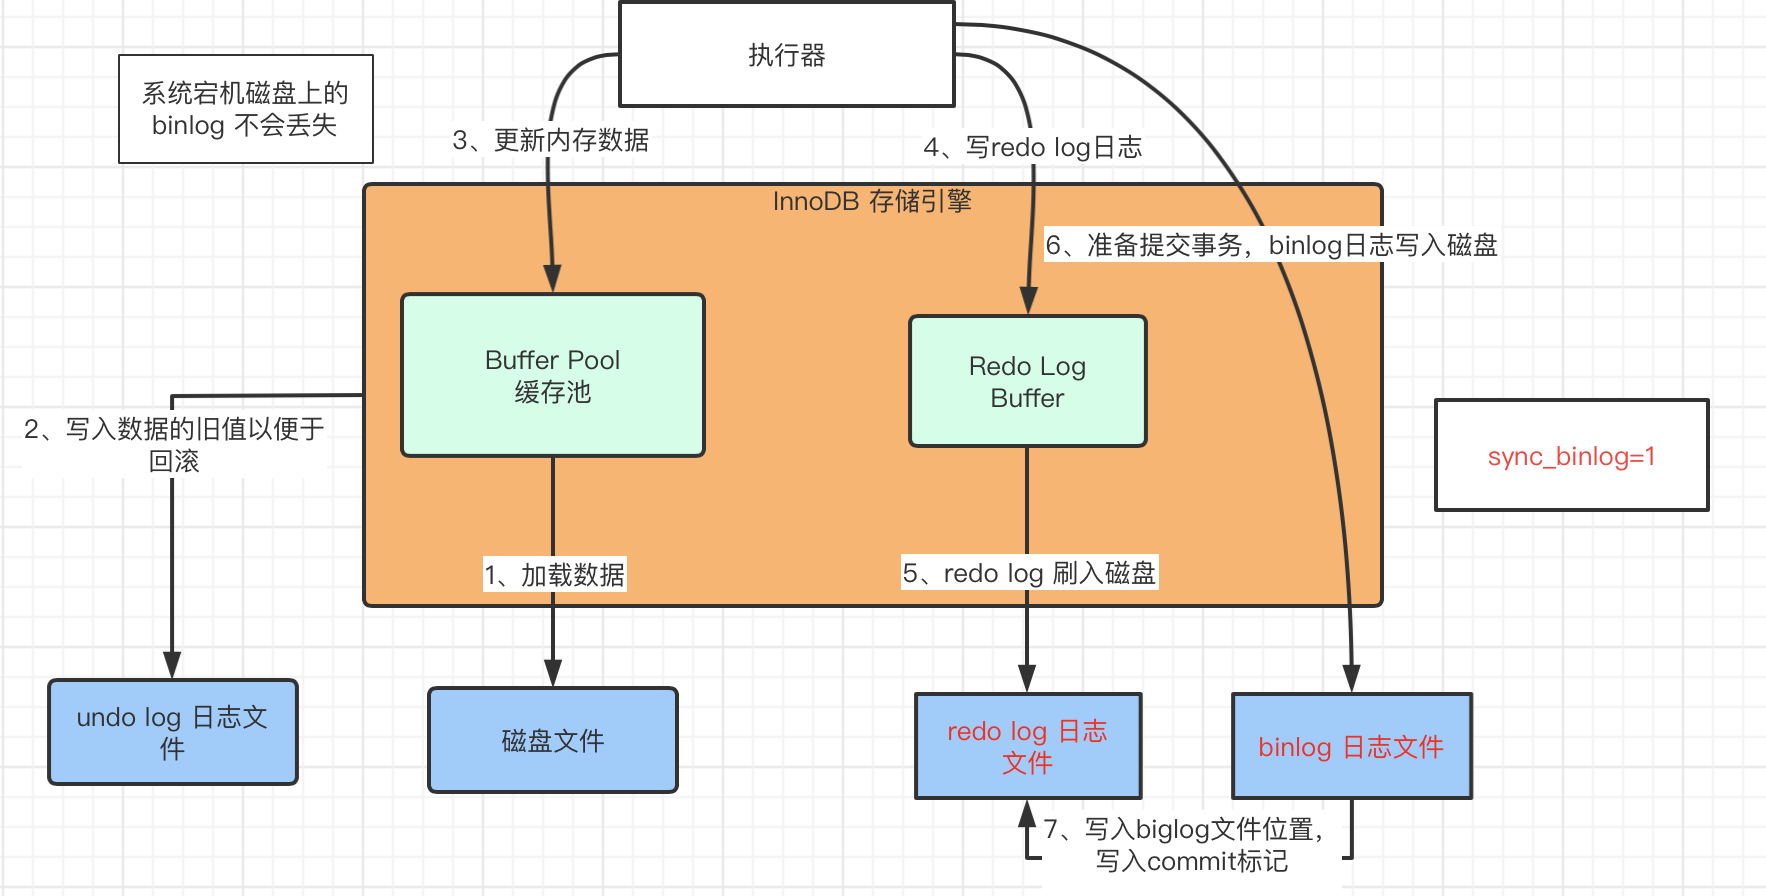 执行器
系统宕机磁盘上的
binlog 不会丢失
3、更新内存数据
4、写redo log日志
InnoDB 存储引擎
6、准备提交事务，binlog日志写入磁盘
Buffer Pool
缓存池
Redo Log
Buffer
2、写入数据的旧值以便于
回滚
sync_binlog=1
1、加载数据
5、redo log 刷入磁盘
undo log 日志文
件
磁盘文件
redo log 日志
文件
binlog 日志文件
7、写入biglog文件位置，
写入commit标记